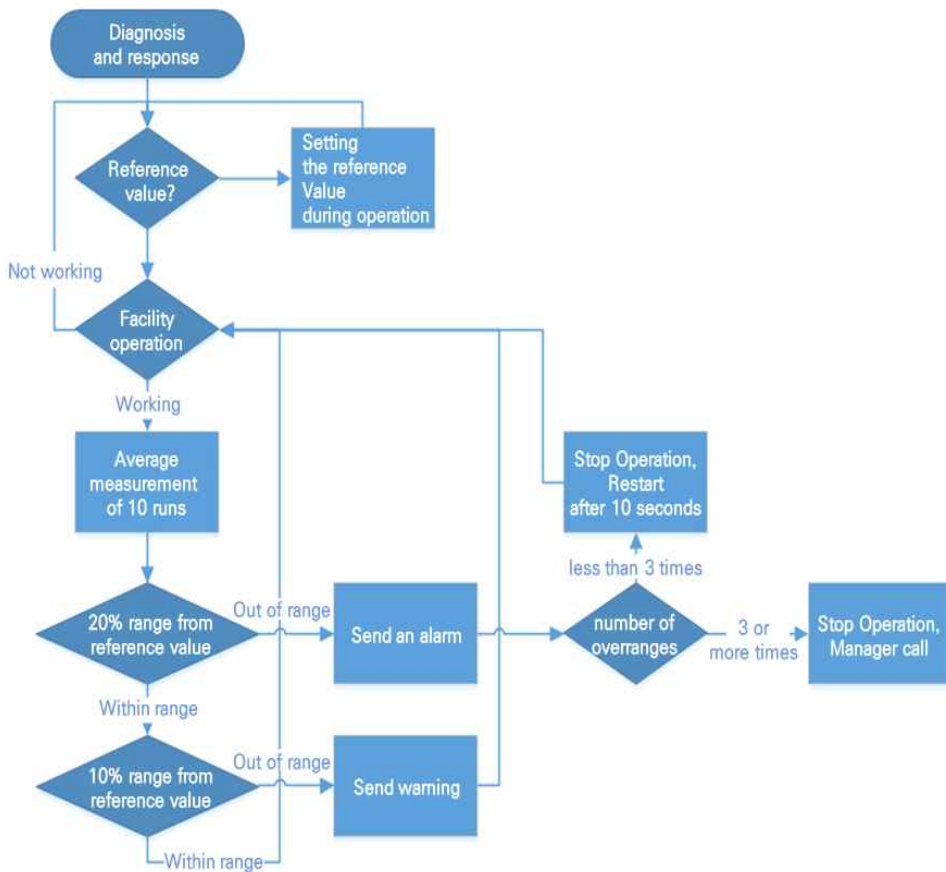 Diagnosis
and response
Reference
value?
Setting
the reference
Value
during operation
Not working
Facility
operation
Working
Average
measurement
of 10 runs
Stop Operation,
Restart
after 10 seconds
less than 3 times
20% range from
reference value
Out of range
Send an alarm
number of
overranges
3 or
more times
Stop Operation,
Manager call
Within range
10% range from
reference value
Out of range
Send warning
Within range